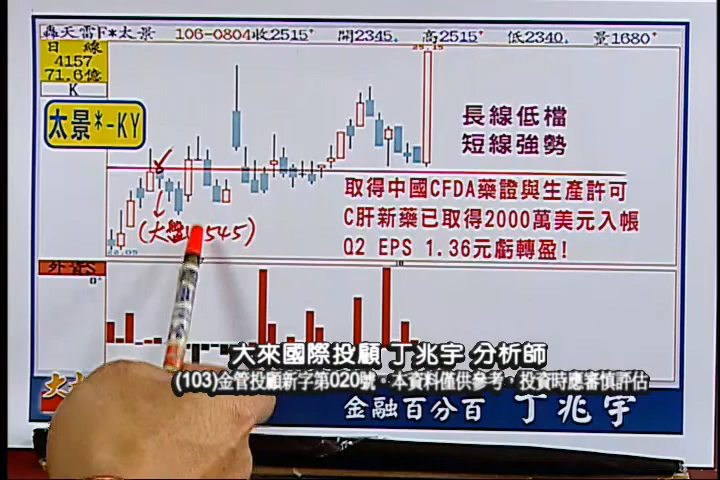 轟天雷F*太景 106-0804收2515↑ 開2345. 高2515↑ 低2340. 量1680↑
日 線
4157
71.6億
K
太景*-KY
25.15
長線低檔
短線強勢
取得中國CFDA藥證與生產許可
C肝新藥已取得2000萬美元入帳
Q2 EPS 1.36元虧轉盈!
22.05
8
0
大來國際投顧 丁兆宇 分析師
(103)金管投顧新字第020號・本資料僅供參考・投資時應審慎評估
金融百分百 丁兆宇